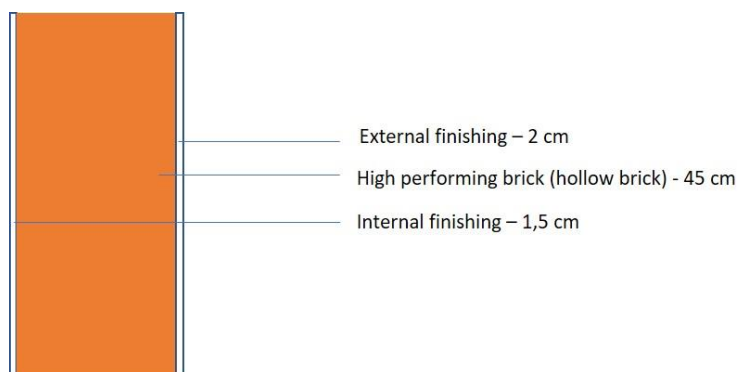 External finishing – 2 cm
High performing brick (hollow brick) - 45 cm
Internal finishing – 1,5 cm